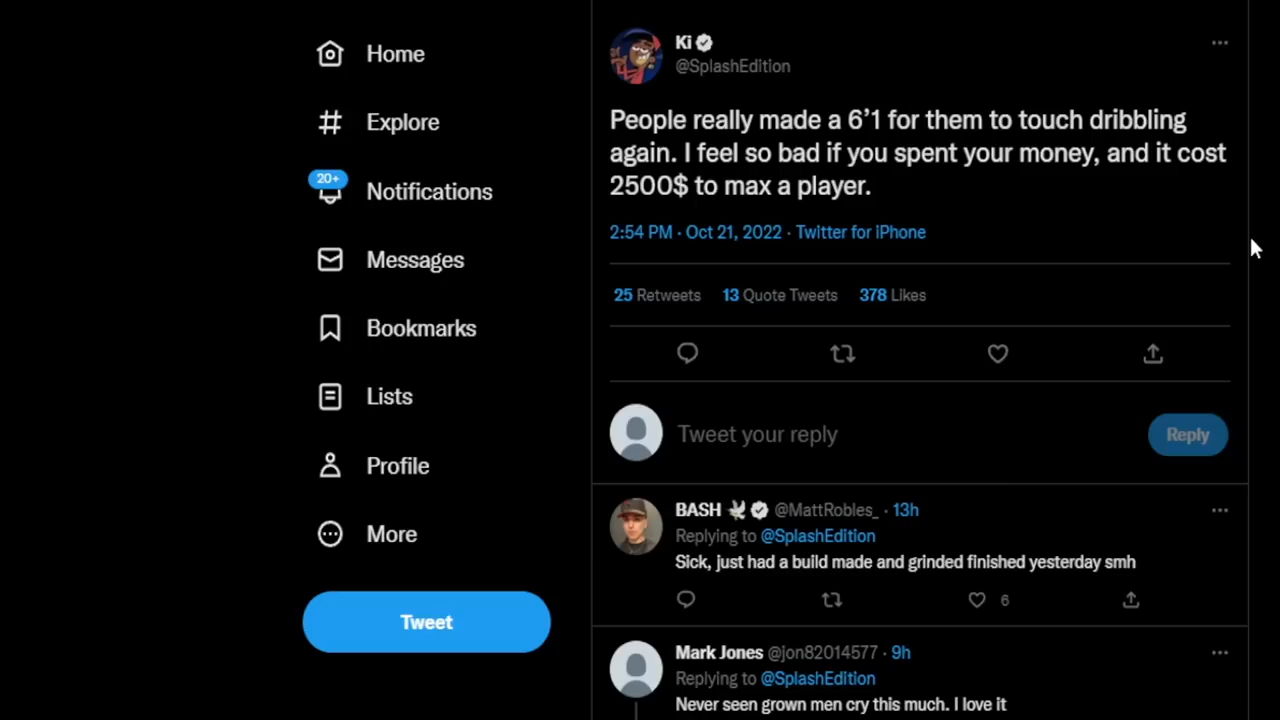 Home
Explore
20+
Notifications
Messages
Bookmarks
Lists
Profile
More
Tweet
Ki
@SplashEdition
People really made a 6’1 for them to touch dribbling
again. I feel so bad if you spent your money, and it cost
2500$ to max a player.
2:54 PM · Oct 21, 2022 · Twitter for iPhone
25 Retweets 13 Quote Tweets 378 Likes
Tweet your reply
Reply
BASH @MattRobles_ · 13h
Replying to @SplashEdition
Sick, just had a build made and grinded finished yesterday smh
6
Mark Jones @jon82014577 · 9h
Replying to @SplashEdition
Never seen grown men cry this much. I love it